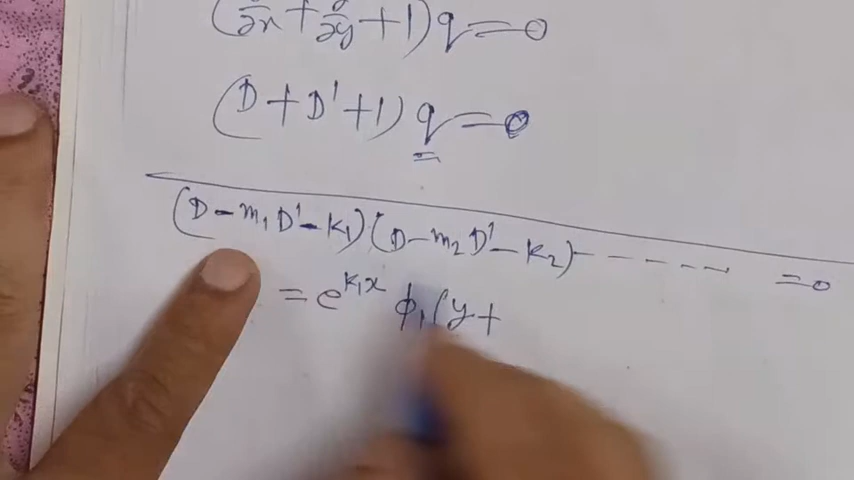 (∂/∂x + ∂/∂y + 1) q = 0
(D + D' + 1) q = 0
(D - m₁D' - k₁)(D - m₂D' - k₂) - - - - - - = 0
= e^{k₁x} φ₁(y +